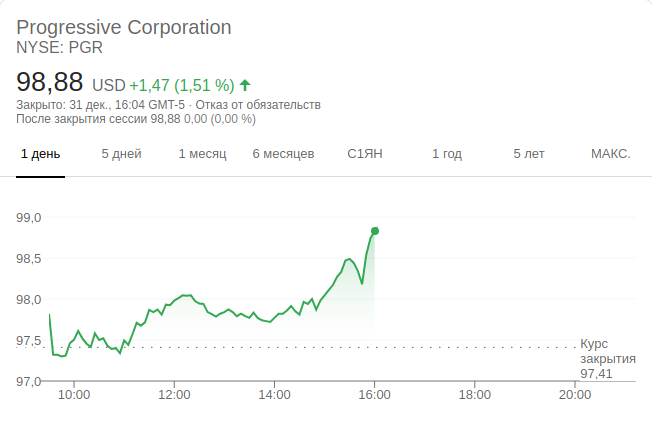 Progressive Corporation
NYSE: PGR
98,88 USD +1,47 (1,51 %)
Закрыто: 31 дек., 16:04 GMT-5 · Отказ от обязательств
После закрытия сессии 98,88 0,00 (0,00 %)
1 день 5 дней 1 месяц 6 месяцев С1ЯН 1 год 5 лет МАКС.
99,0
98,5
98,0
97,5
97,0
Курс
закрытия
97,41
10:00 12:00 14:00 16:00 18:00 20:00